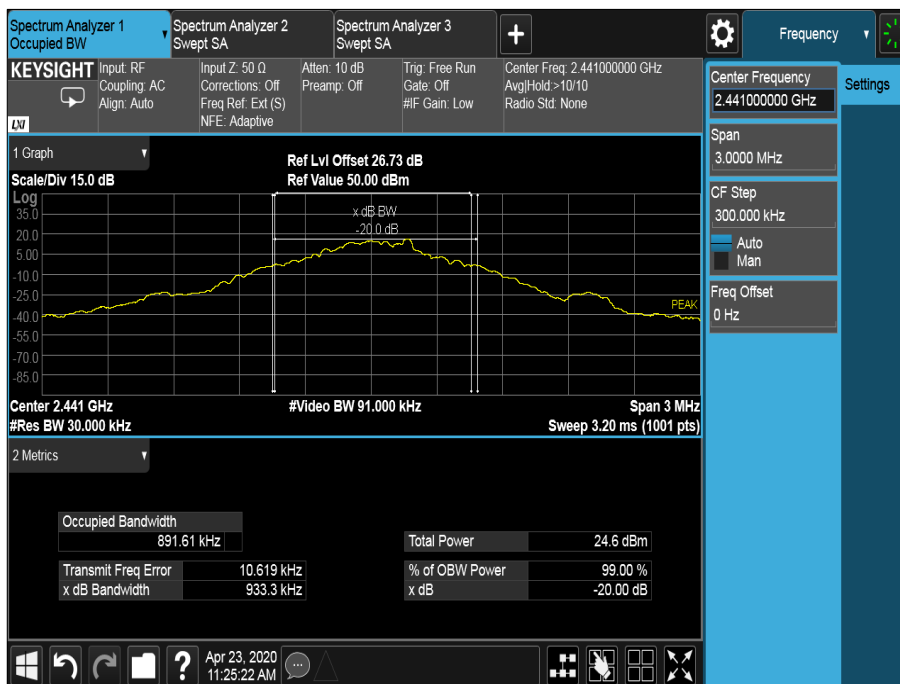 Spectrum Analyzer 1
Occupied BW
Spectrum Analyzer 2
Swept SA
Spectrum Analyzer 3
Swept SA
+
Frequency
KEYSIGHT
LXI
Input: RF
Coupling: AC
Align: Auto
Input Z: 50 Ω
Corrections: Off
Freq Ref: Ext (S)
NFE: Adaptive
Atten: 10 dB
Preamp: Off
Trig: Free Run
Gate: Off
#IF Gain: Low
Center Freq: 2.441000000 GHz
Avg|Hold:>10/10
Radio Std: None
Center Frequency
2.441000000 GHz
Settings
Span
3.0000 MHz
CF Step
300.000 kHz
Auto
Man
Freq Offset
0 Hz
1 Graph
Scale/Div 15.0 dB
Ref Lvl Offset 26.73 dB
Ref Value 50.00 dBm
Log
35.0
20.0
5.00
-10.0
-25.0
-40.0
-55.0
-70.0
-85.0
x dB BW
-20.0 dB
PEAK
Center 2.441 GHz
#Video BW 91.000 kHz
Span 3 MHz
#Res BW 30.000 kHz
Sweep 3.20 ms (1001 pts)
2 Metrics
Occupied Bandwidth
891.61 kHz
Total Power 24.6 dBm
Transmit Freq Error 10.619 kHz
% of OBW Power 99.00 %
x dB Bandwidth 933.3 kHz
x dB -20.00 dB
?
Apr 23, 2020
11:25:22 AM